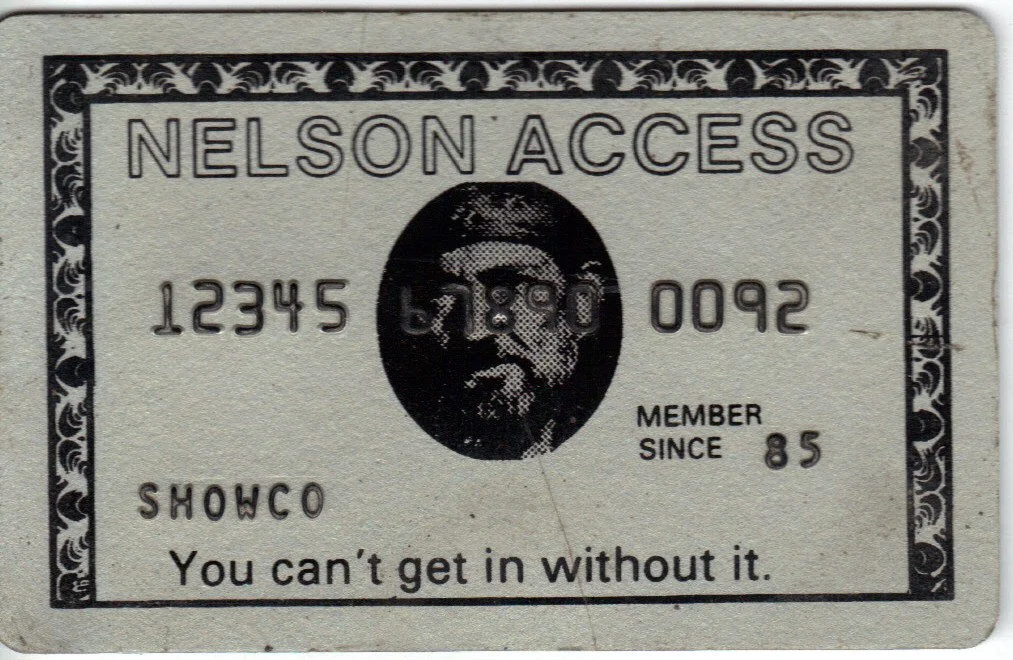 NELSON ACCESS
12345 67890 0092
MEMBER
SINCE 85
SHOWCO
You can't get in without it.